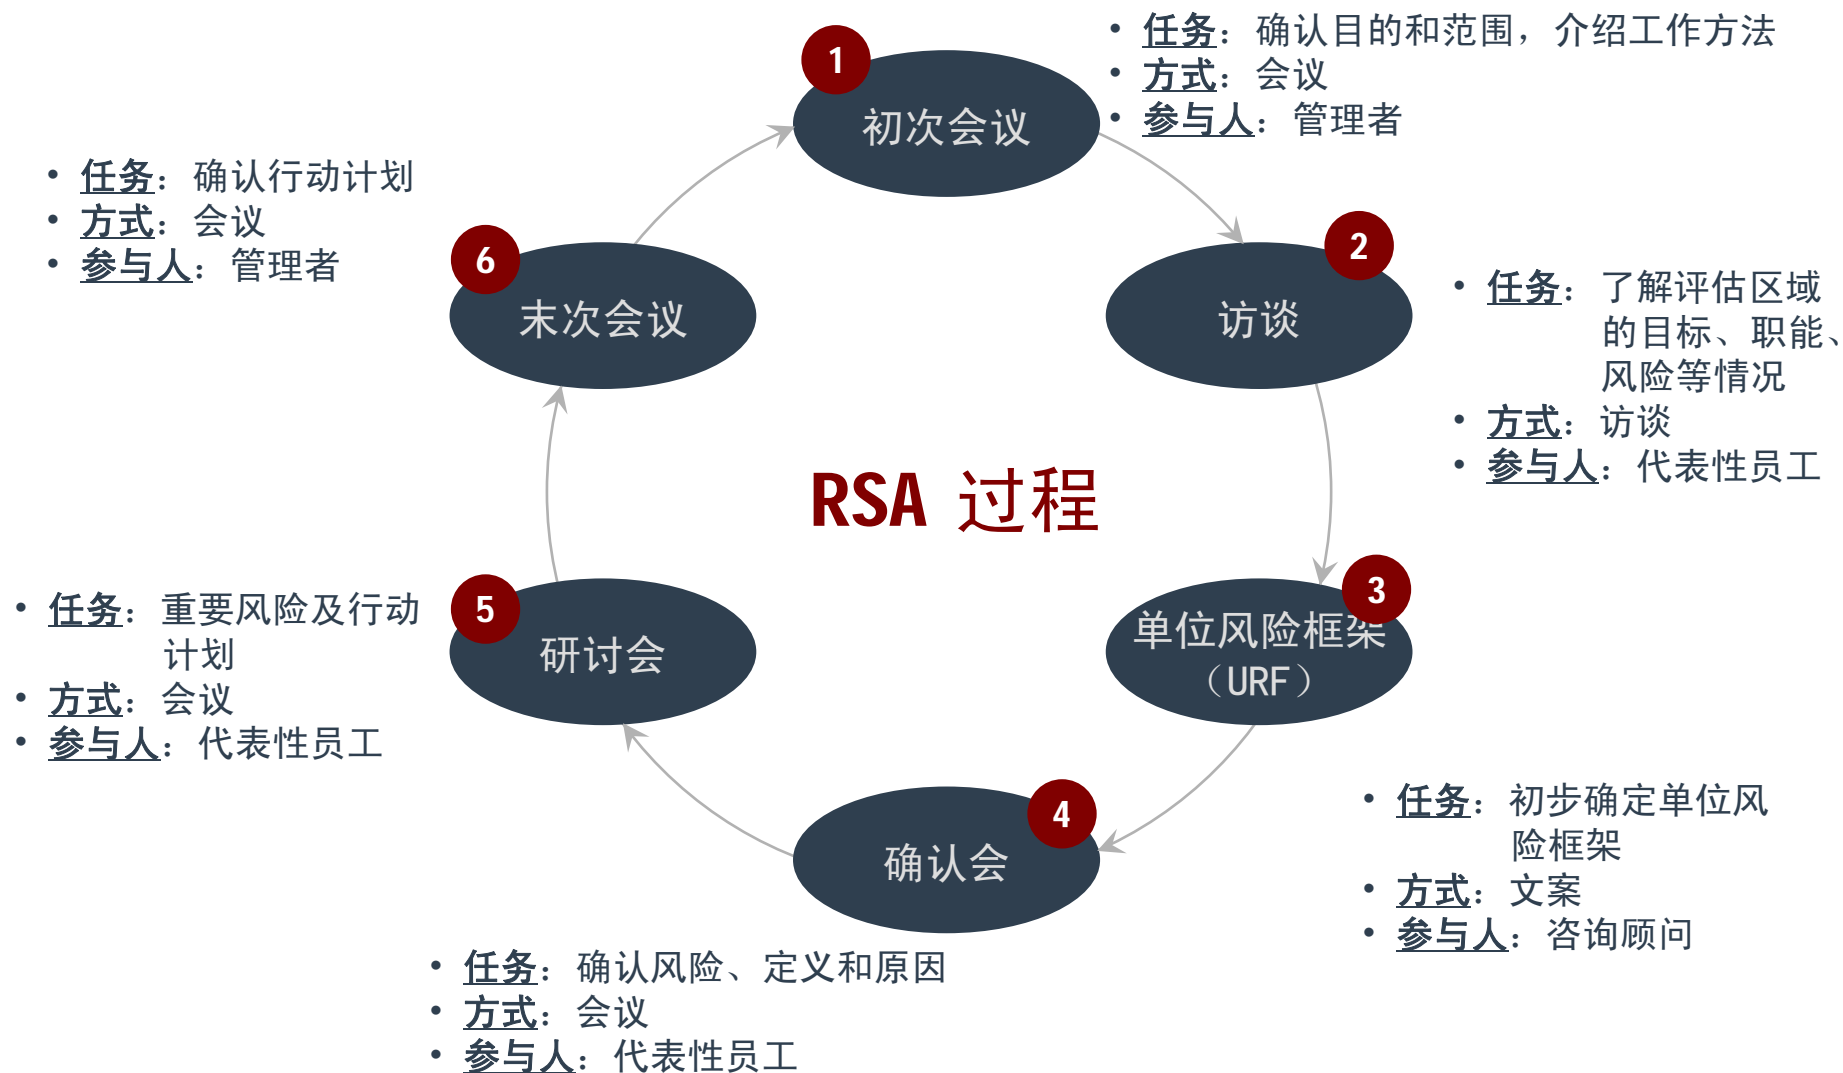 1
初次会议
• 任务：确认目的和范围，介绍工作方法
• 方式：会议
• 参与人：管理者
2
访谈
• 任务：了解评估区域
的目标、职能、
风险等情况
• 方式：访谈
• 参与人：代表性员工
3
单位风险框架
（URF）
• 任务：初步确定单位风
险框架
• 方式：文案
• 参与人：咨询顾问
4
确认会
• 任务：确认风险、定义和原因
• 方式：会议
• 参与人：代表性员工
5
研讨会
• 任务：重要风险及行动
计划
• 方式：会议
• 参与人：代表性员工
6
末次会议
• 任务：确认行动计划
• 方式：会议
• 参与人：管理者
RSA 过程